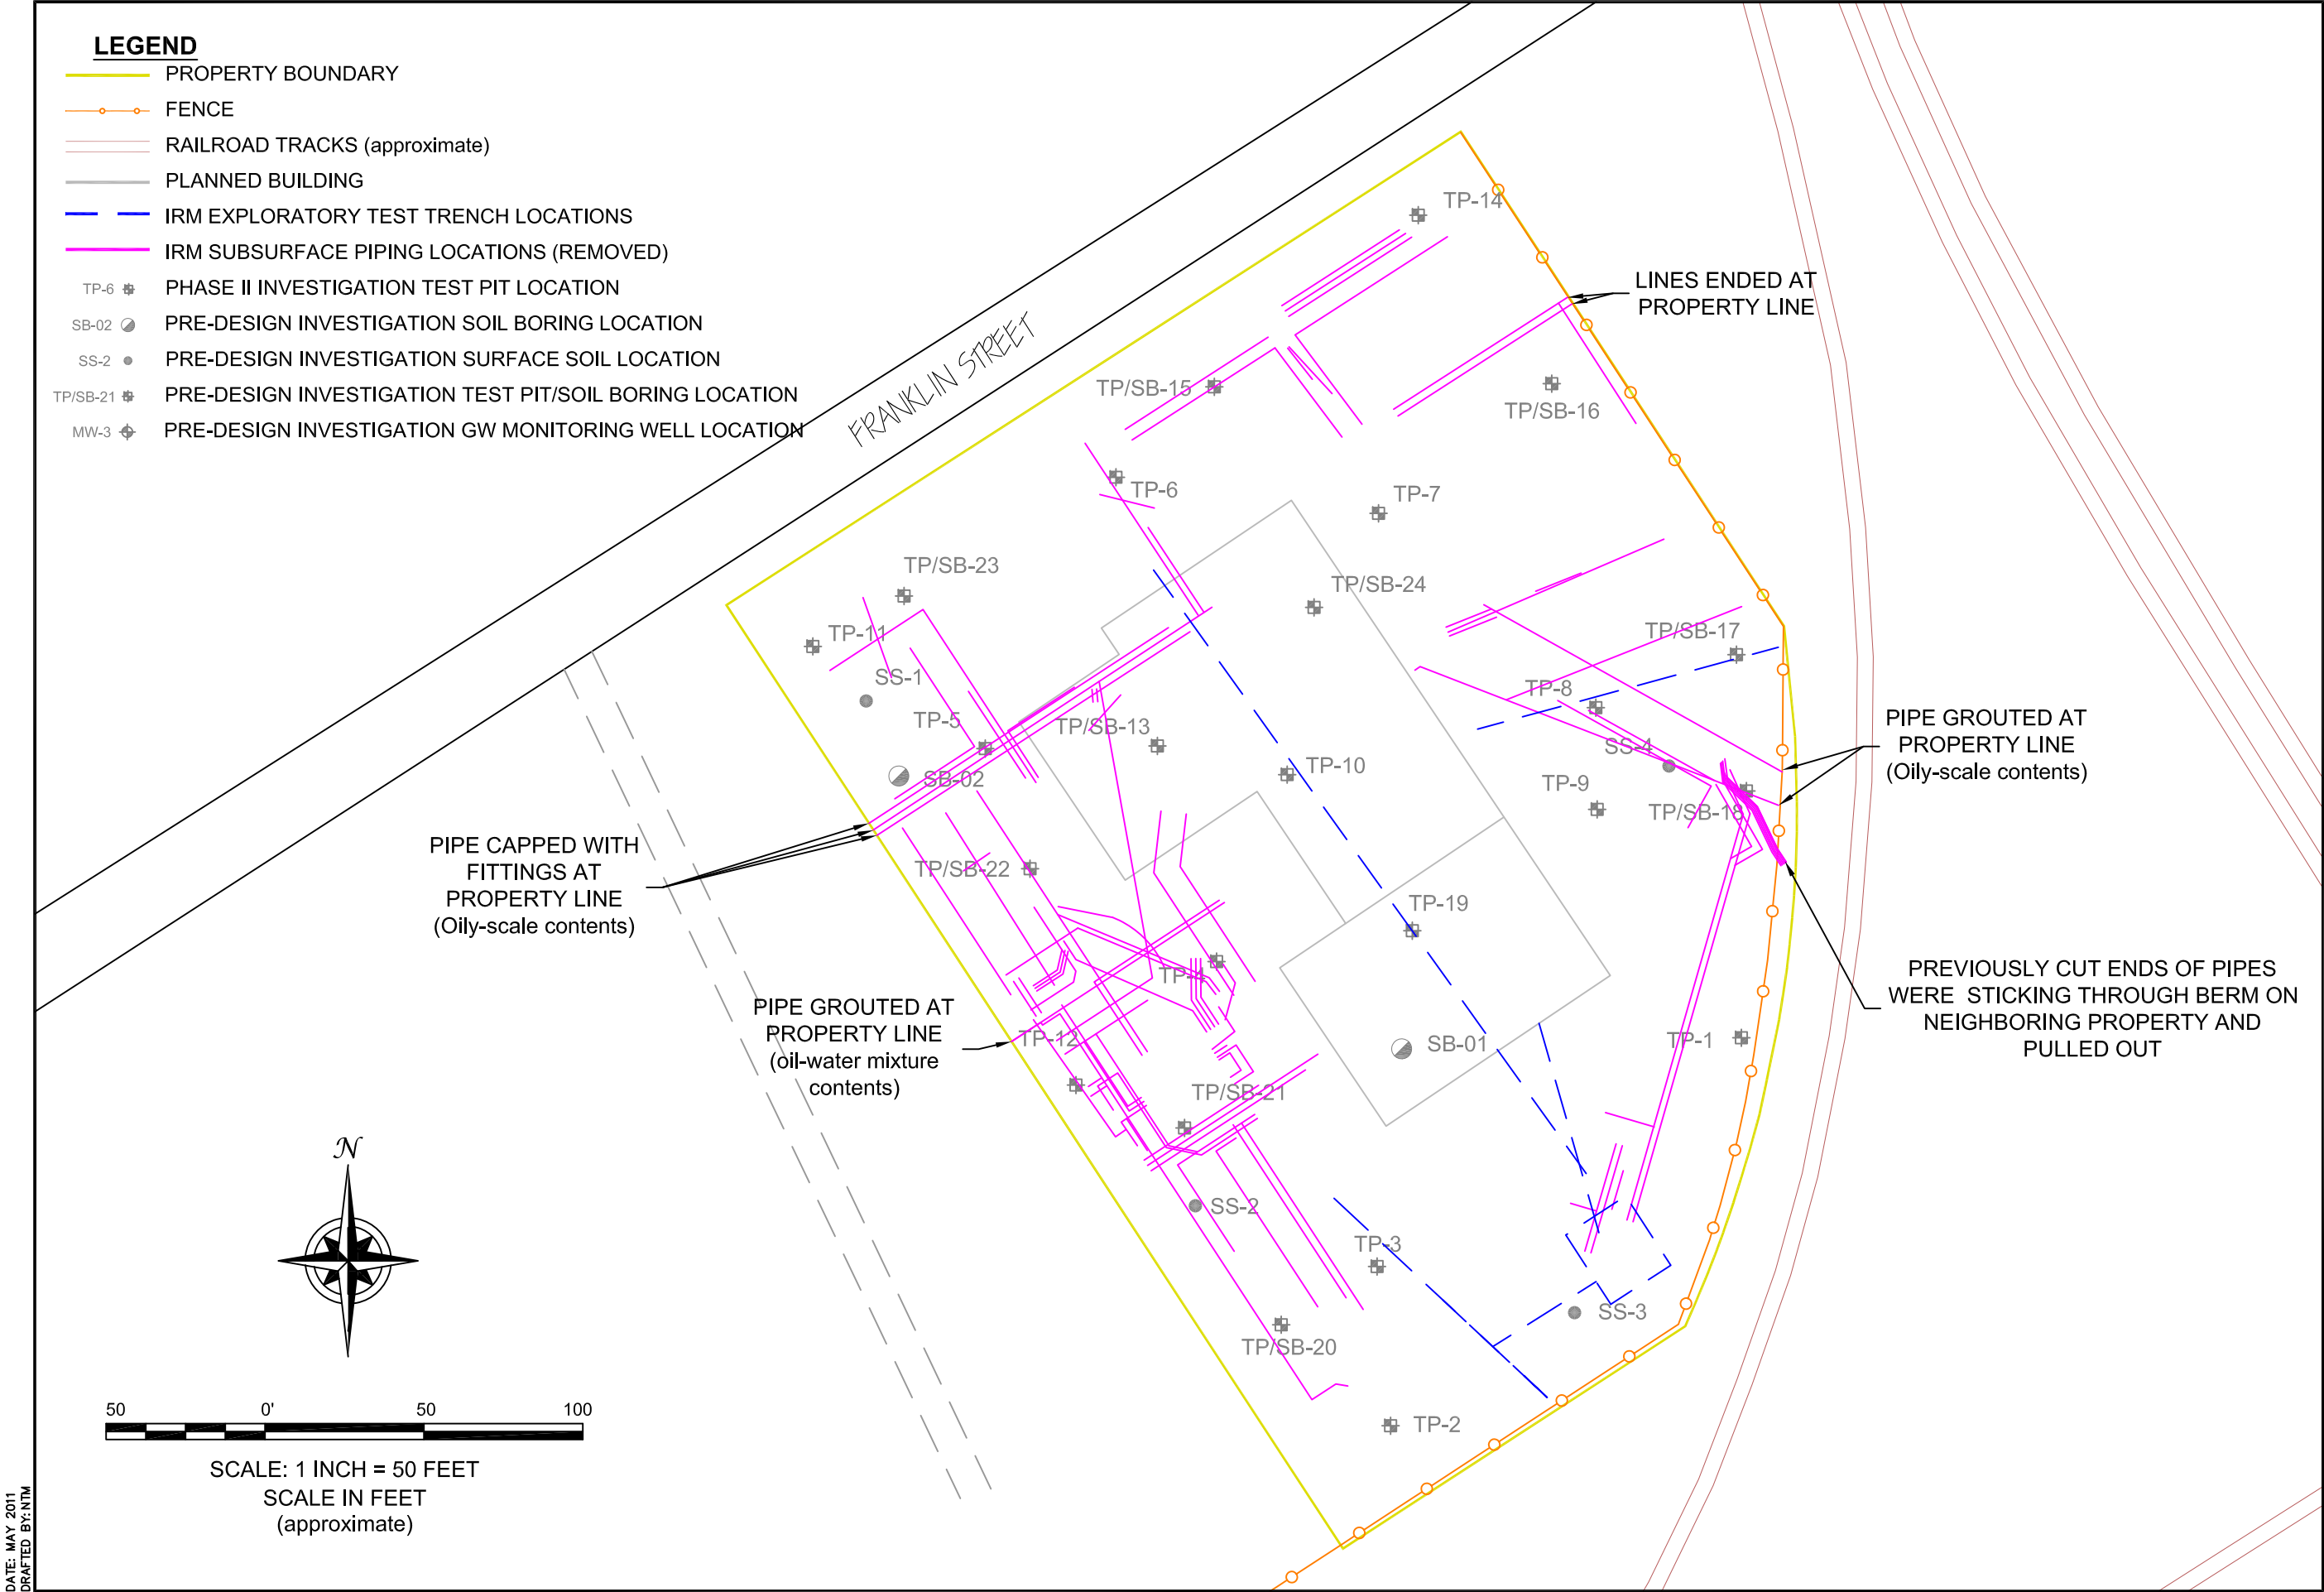 LEGEND
PROPERTY BOUNDARY
FENCE
RAILROAD TRACKS (approximate)
PLANNED BUILDING
IRM EXPLORATORY TEST TRENCH LOCATIONS
IRM SUBSURFACE PIPING LOCATIONS (REMOVED)
TP-6 PHASE II INVESTIGATION TEST PIT LOCATION
SB-02 PRE-DESIGN INVESTIGATION SOIL BORING LOCATION
SS-2 PRE-DESIGN INVESTIGATION SURFACE SOIL LOCATION
TP/SB-21 PRE-DESIGN INVESTIGATION TEST PIT/SOIL BORING LOCATION
MW-3 PRE-DESIGN INVESTIGATION GW MONITORING WELL LOCATION
FRANKLIN STREET
TP-14
LINES ENDED AT
PROPERTY LINE
TP/SB-15
TP/SB-16
TP-6
TP-7
TP/SB-23
TP/SB-24
TP-11
TP/SB-17
SS-1
TP-8
TP-5
TP/SB-13
SS-4
PIPE GROUTED AT
PROPERTY LINE
(Oily-scale contents)
SB-02
TP-10
TP-9
TP/SB-18
PIPE CAPPED WITH
FITTINGS AT
PROPERTY LINE
(Oily-scale contents)
TP/SB-22
TP-19
TP-4
PREVIOUSLY CUT ENDS OF PIPES
WERE STICKING THROUGH BERM ON
NEIGHBORING PROPERTY AND
PULLED OUT
PIPE GROUTED AT
PROPERTY LINE
(oil-water mixture
contents)
TP-12
SB-01
TP-1
TP/SB-21
SS-2
TP-3
SS-3
TP/SB-20
TP-2
N
50 0' 50 100
SCALE: 1 INCH = 50 FEET
SCALE IN FEET
(approximate)
DATE: MAY 2011
DRAFTED BY: NTM